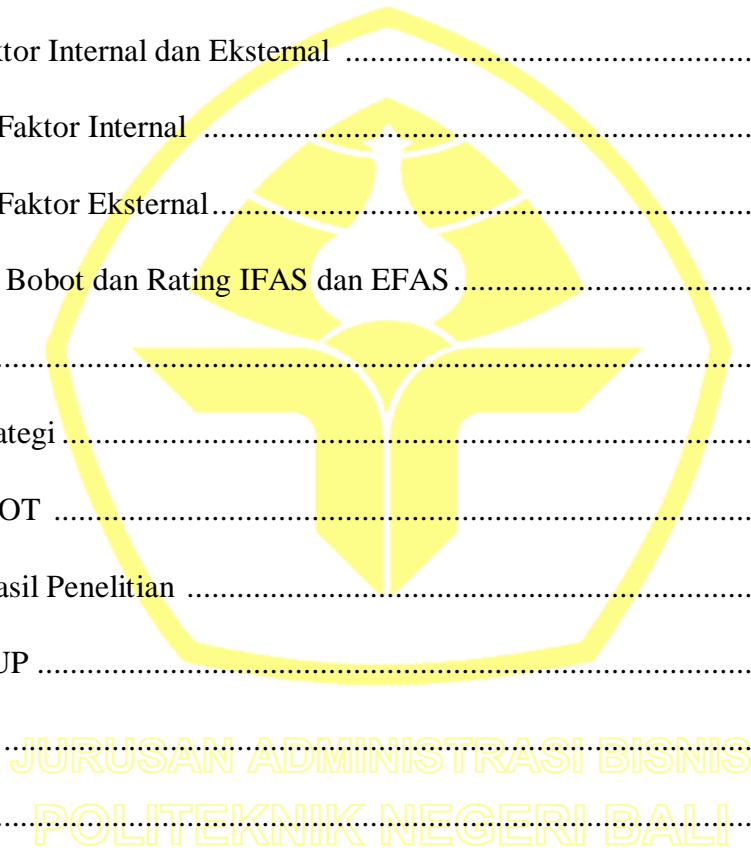 ktor Internal dan Eksternal ................................................
Faktor Internal ................................................................
Faktor Eksternal...............................................................
Bobot dan Rating IFAS dan EFAS...................................
....................................................................................
ategi..............................................................................
OT ................................................................................
asil Penelitian ..................................................................
UP .................................................................................
....................................................................................
JURUSAN ADMINISTRASI BISNIS
....................................................................................
POLITEKNIK NEGERI BALI